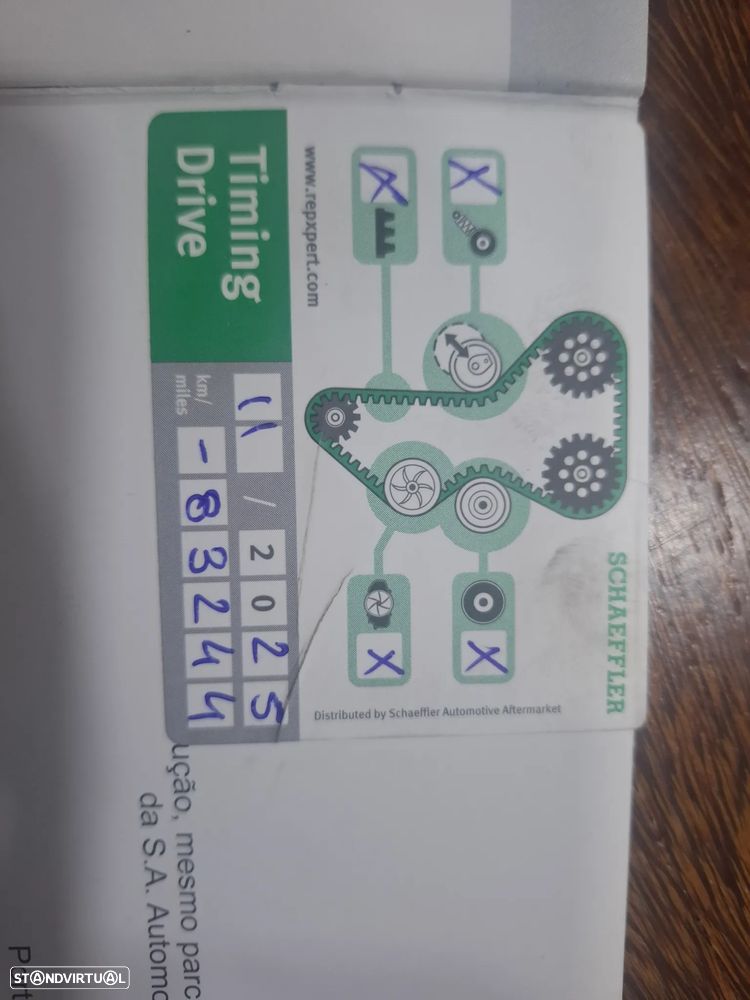 SCHAEFFLER
www.repxpert.com
Distributed by Schaeffler Automotive Aftermarket
X
X
X
X
Timing
Drive
11 / 2025
km/
miles
- 83244
ução, mesmo parc
da S.A. Automo
STANDVIRTUAL